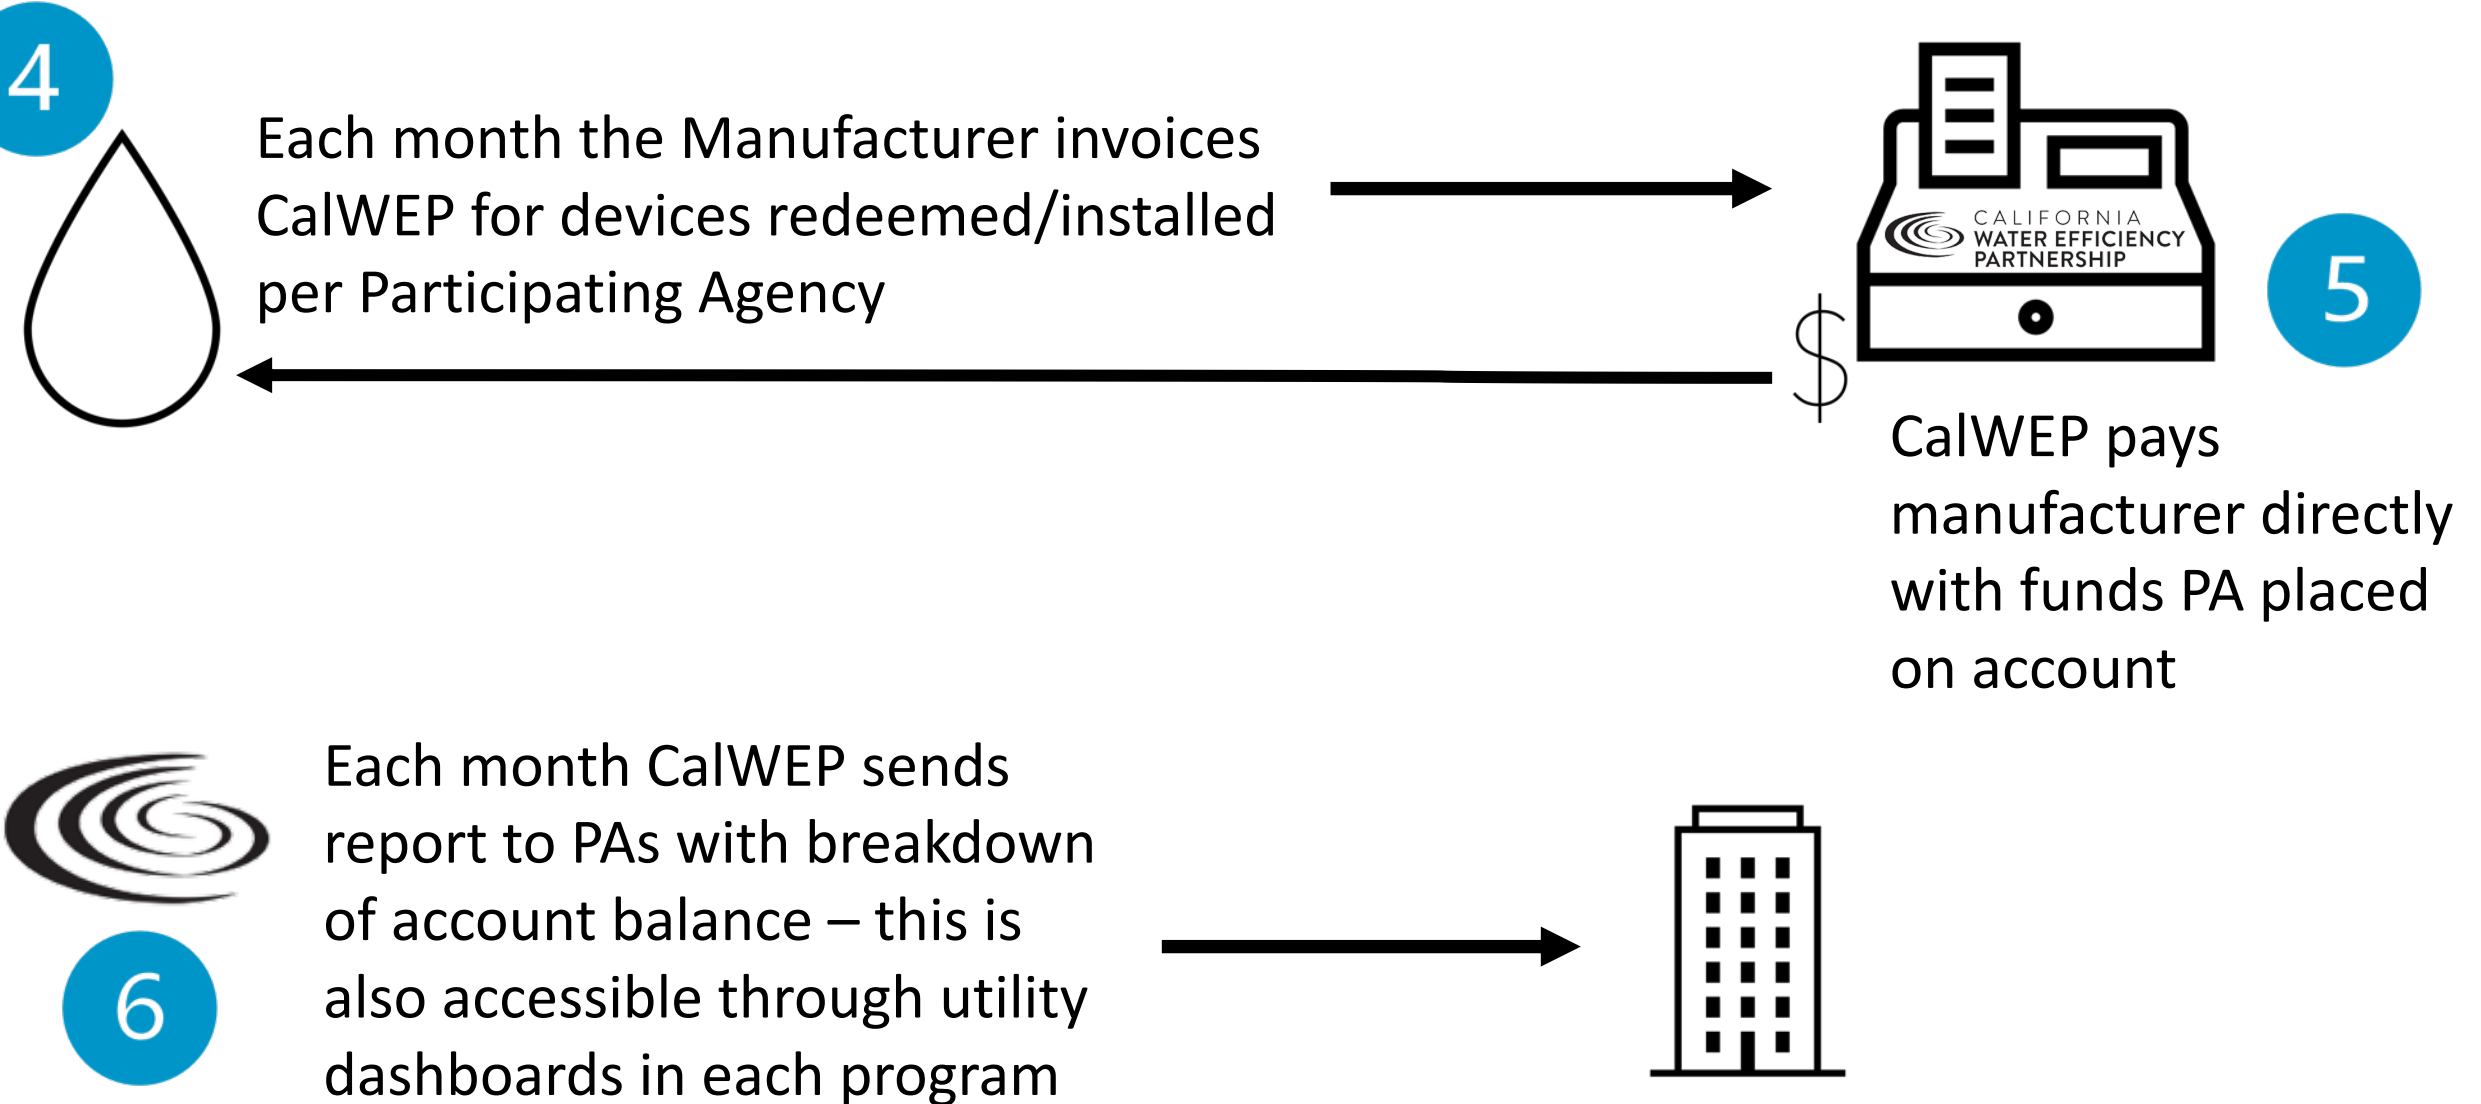 4
Each month the Manufacturer invoices
CalWEP for devices redeemed/installed
per Participating Agency
CALIFORNIA
WATER EFFICIENCY
PARTNERSHIP
$
5
CalWEP pays
manufacturer directly
with funds PA placed
on account
6
Each month CalWEP sends
report to PAs with breakdown
of account balance – this is
also accessible through utility
dashboards in each program